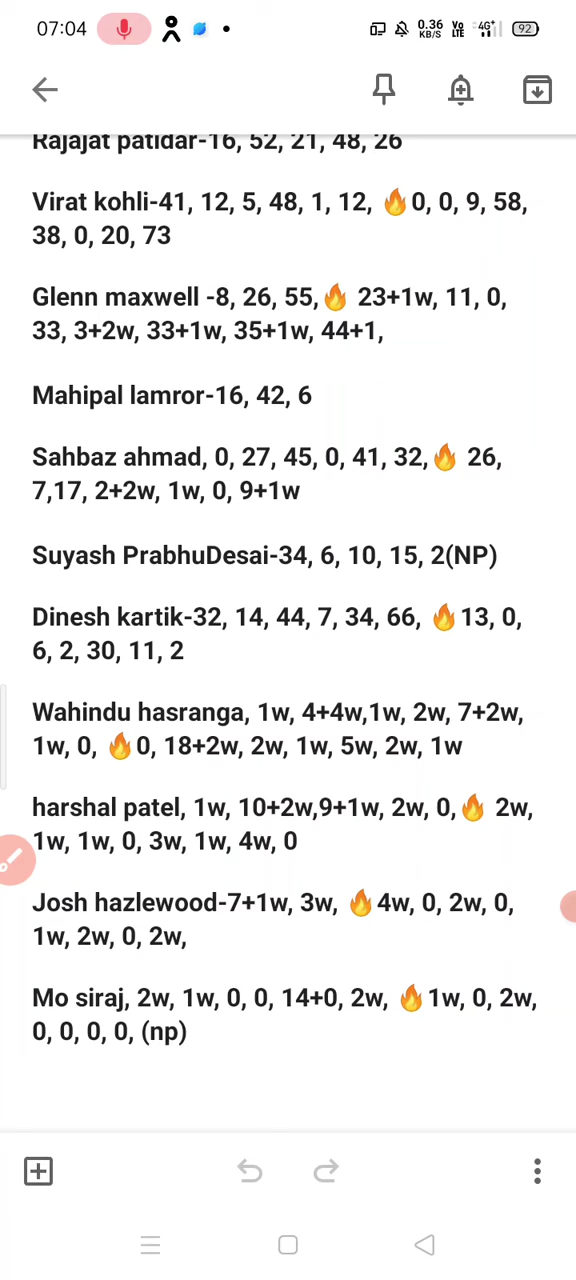 07:04
0.36 KB/S Vo LTE 4G+ 92
Rajajat patidar-16, 52, 21, 48, 26
Virat kohli-41, 12, 5, 48, 1, 12, 🔥0, 0, 9, 58,
38, 0, 20, 73
Glenn maxwell -8, 26, 55,🔥 23+1w, 11, 0,
33, 3+2w, 33+1w, 35+1w, 44+1,
Mahipal lamror-16, 42, 6
Sahbaz ahmad, 0, 27, 45, 0, 41, 32,🔥 26,
7,17, 2+2w, 1w, 0, 9+1w
Suyash PrabhuDesai-34, 6, 10, 15, 2(NP)
Dinesh kartik-32, 14, 44, 7, 34, 66, 🔥13, 0,
6, 2, 30, 11, 2
Wahindu hasranga, 1w, 4+4w,1w, 2w, 7+2w,
1w, 0, 🔥0, 18+2w, 2w, 1w, 5w, 2w, 1w
harshal patel, 1w, 10+2w,9+1w, 2w, 0,🔥 2w,
1w, 1w, 0, 3w, 1w, 4w, 0
Josh hazlewood-7+1w, 3w, 🔥4w, 0, 2w, 0,
1w, 2w, 0, 2w,
Mo siraj, 2w, 1w, 0, 0, 14+0, 2w, 🔥1w, 0, 2w,
0, 0, 0, 0, (np)